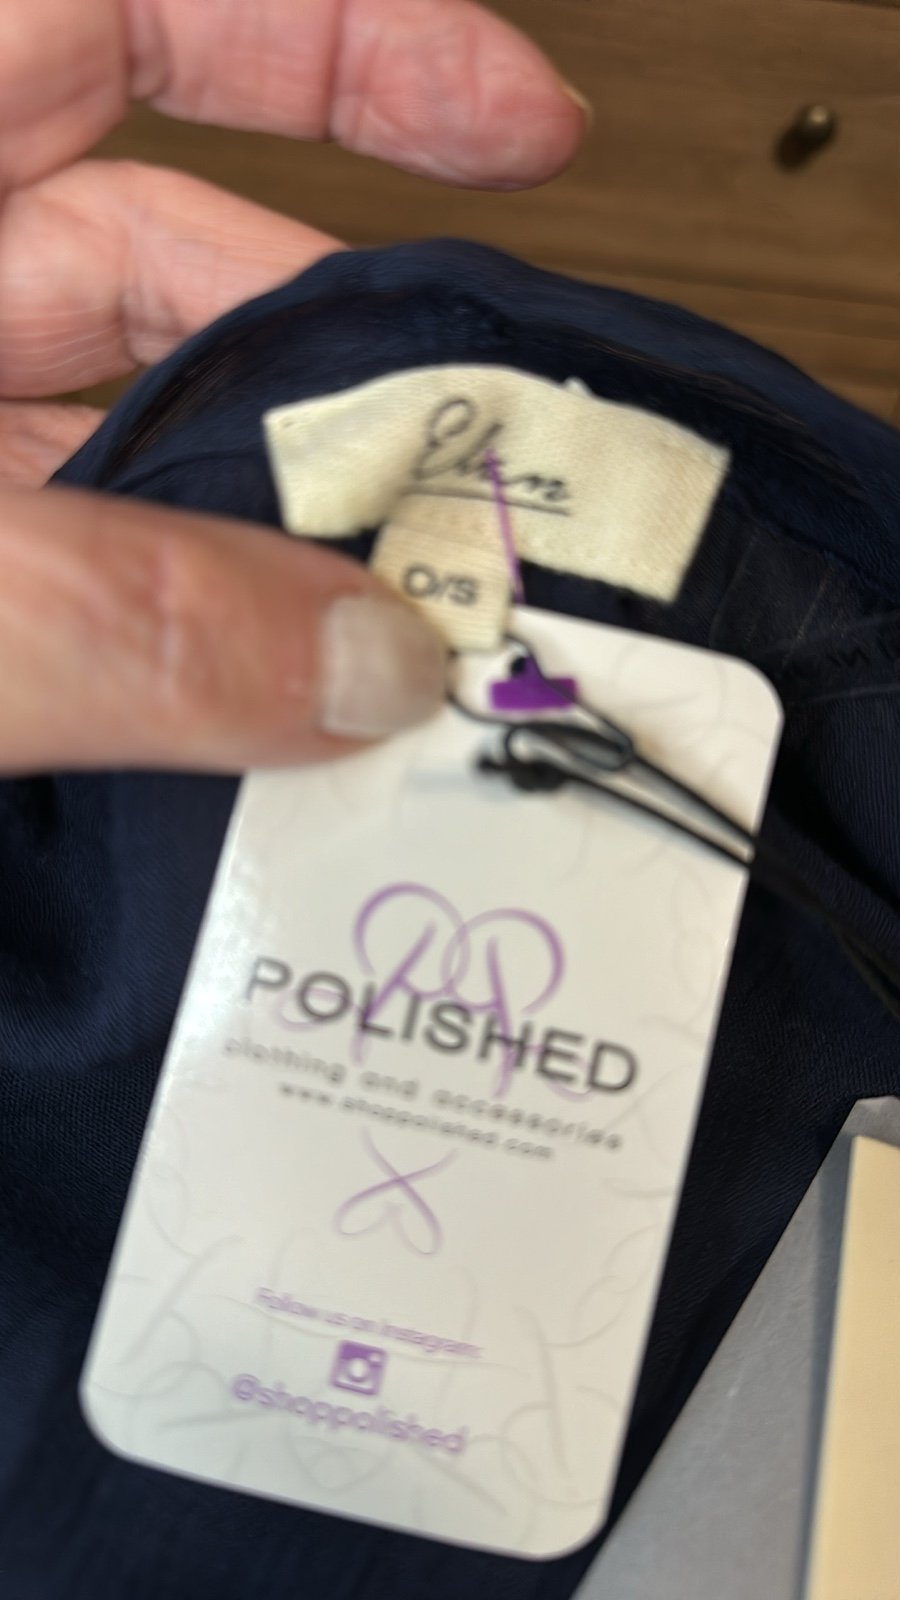 O/S
POLISHED
clothing and accessories
www.shoppolished.com
Follow us on Instagram:
@shoppolished